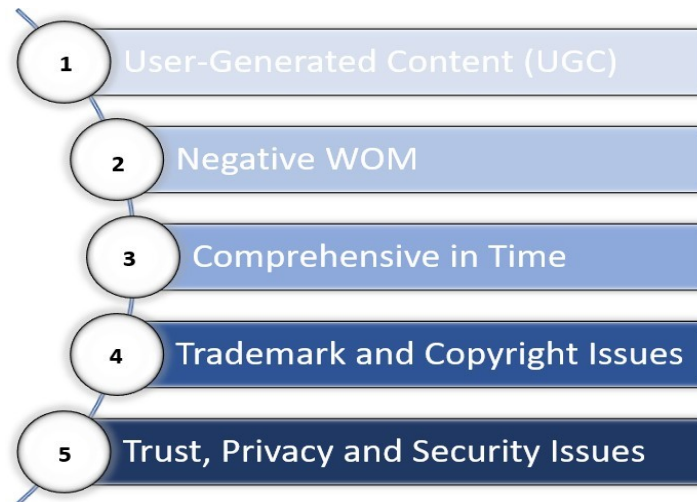 1 User-Generated Content (UGC)
2 Negative WOM
3 Comprehensive in Time
4 Trademark and Copyright Issues
5 Trust, Privacy and Security Issues